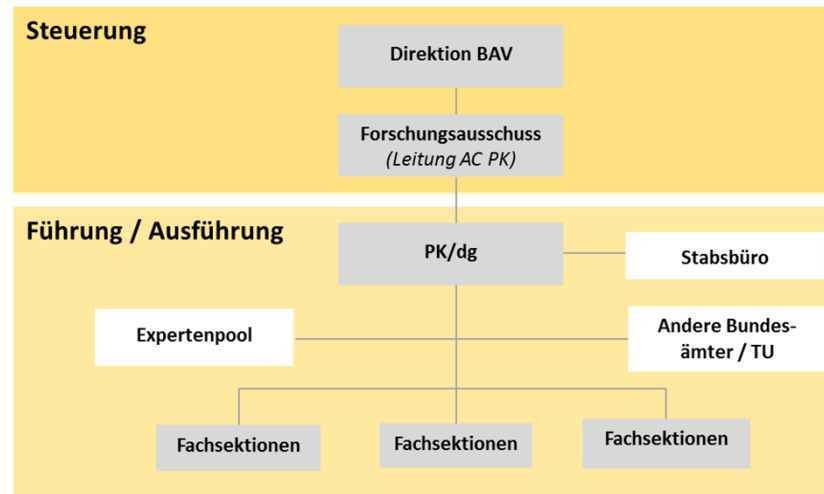 Steuerung
Direktion BAV
Forschungsausschuss
(Leitung AC PK)
Führung / Ausführung
PK/dg
Stabsbüro
Expertenpool
Andere Bundes-
ämter / TU
Fachsektionen
Fachsektionen
Fachsektionen